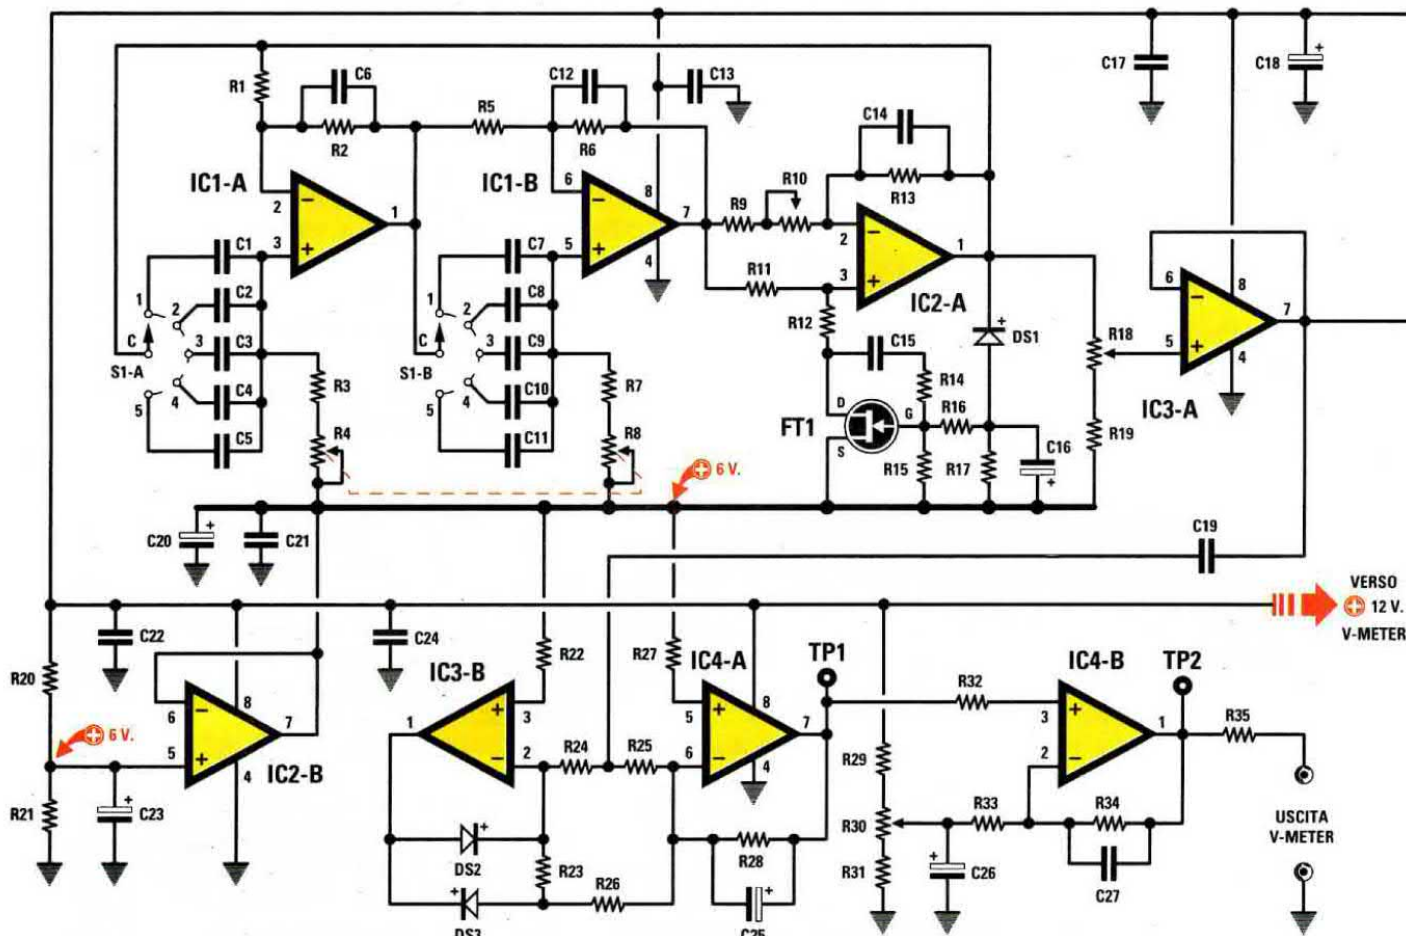 C6
C12
C13
C17
C18
+
R1
R5
C14
R2
R6
IC1-A
IC1-B
R10
R13
2
−
1
6
−
8
7
R9
2
−
1
6
−
8
7
C1
3
+
C7
5
+
4
R11
3
+
IC2-A
R18
5
+
4
1
2
C2
1
2
C8
R12
C15
DS1
+
C
3
C3
C
3
C9
R14
IC3-A
S1-A
R3
S1-B
R7
D
G
R16
4
C4
4
C10
FT1
R19
5
R4
5
R8
S
R15
R17
C16
+
C5
C11
+ 6 V.
C20
+
C21
C19
VERSO
+ 12 V.
V-METER
C22
C24
R22
R27
IC4-A
TP1
IC4-B
TP2
R20
IC3-B
R32
6
−
8
7
1
+
3
+
5
8
7
3
+
1
R35
+ 6 V.
5
+
4
IC2-B
−
2
R24
R25
6
−
4
R29
2
−
R21
+
C23
R33
R34
R30
USCITA
V-METER
DS2
+
R23
R28
R31
+
C26
C27
+
DS3
R26
+
C25